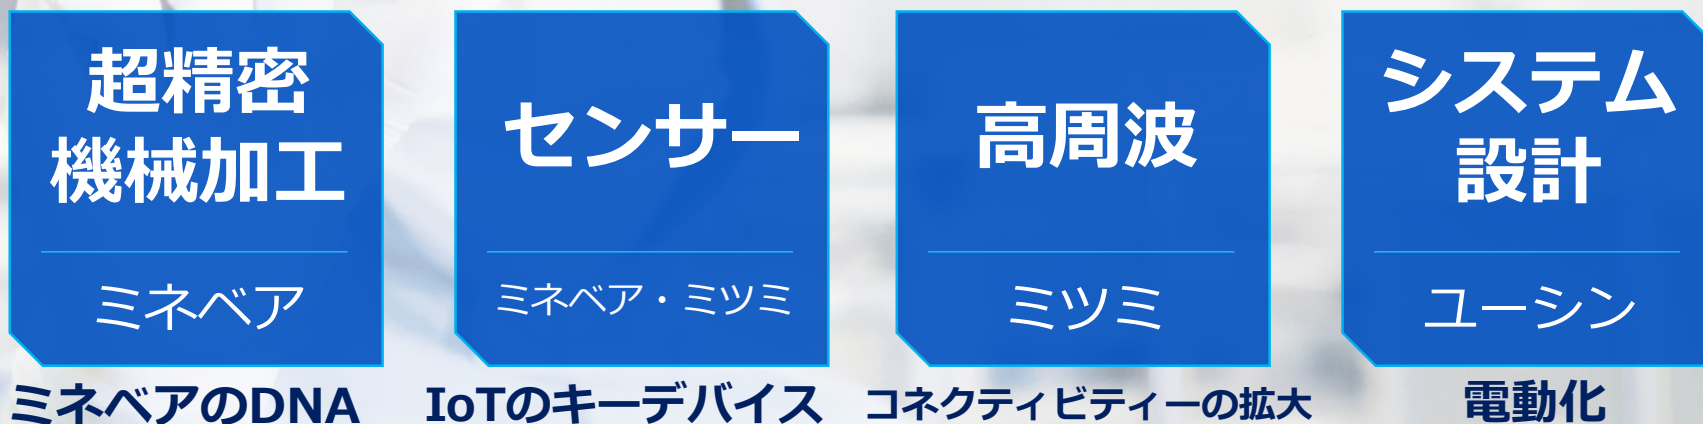 超精密
機械加工
ミネベア
ミネベアのDNA
センサー
ミネベア・ミツミ
IoTのキーデバイス
高周波
ミツミ
コネクティビティーの拡大
システム
設計
ユーシン
電動化